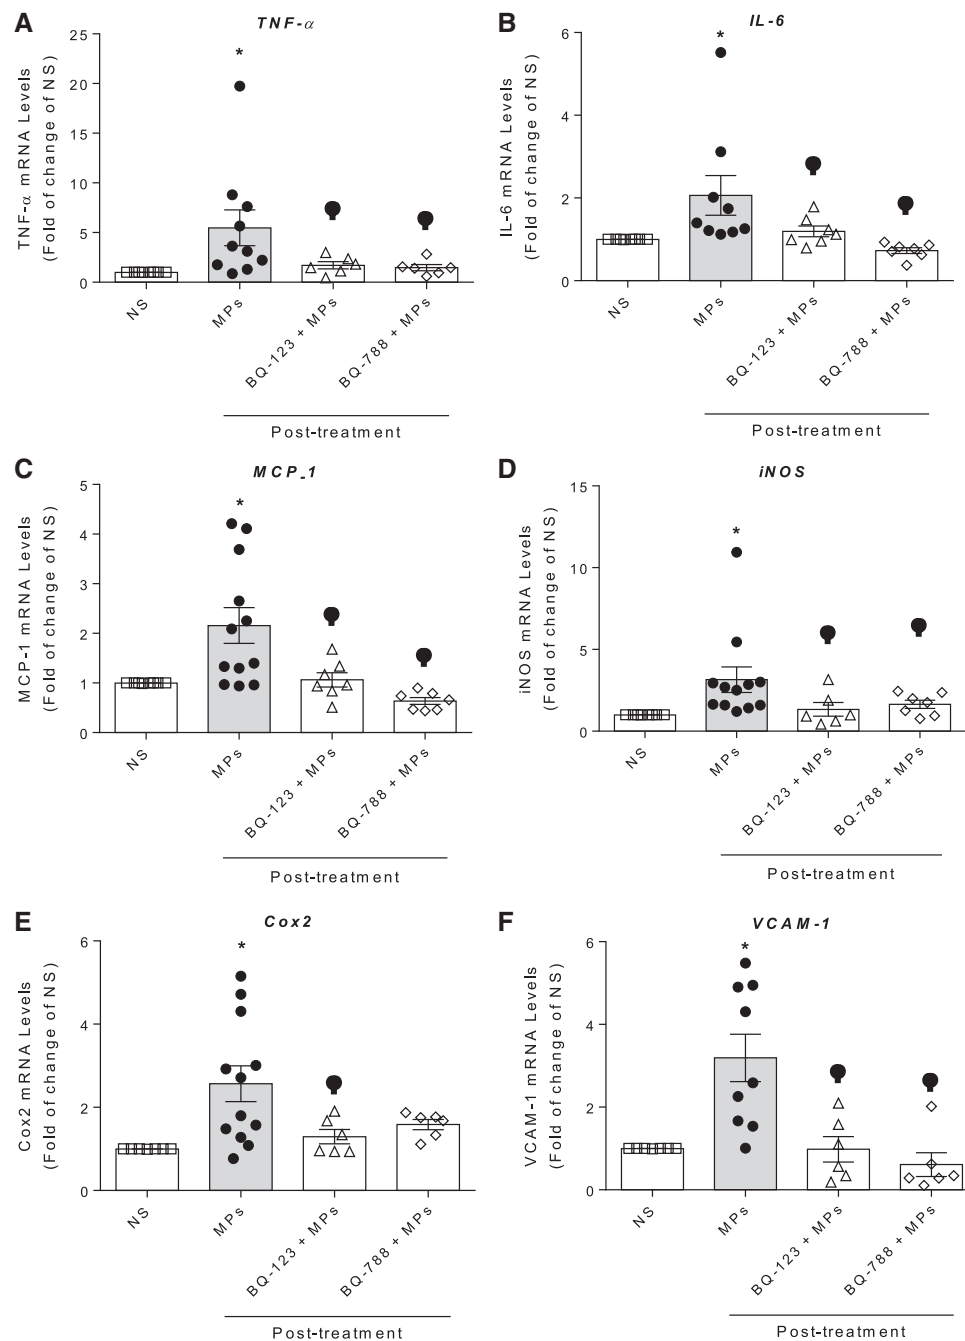 A
TNF-α
TNF-α mRNA Levels
(Fold of change of NS)
25
20
15
10
5
0
*
NS
MPs
BQ-123 + MPs
BQ-788 + MPs
Post-treatment
B
IL-6
IL-6 mRNA Levels
(Fold of change of NS)
6
4
2
0
*
NS
MPs
BQ-123 + MPs
BQ-788 + MPs
Post-treatment
C
MCP-1
MCP-1 mRNA Levels
(Fold of change of NS)
5
4
3
2
1
0
*
NS
MPs
BQ-123 + MPs
BQ-788 + MPs
Post-treatment
D
iNOS
iNOS mRNA Levels
(Fold of change of NS)
15
10
5
0
*
NS
MPs
BQ-123 + MPs
BQ-788 + MPs
Post-treatment
E
Cox2
Cox2 mRNA Levels
(Fold of change of NS)
6
4
2
0
*
NS
MPs
BQ-123 + MPs
BQ-788 + MPs
Post-treatment
F
VCAM-1
VCAM-1 mRNA Levels
(Fold of change of NS)
6
4
2
0
*
NS
MPs
BQ-123 + MPs
BQ-788 + MPs
Post-treatment